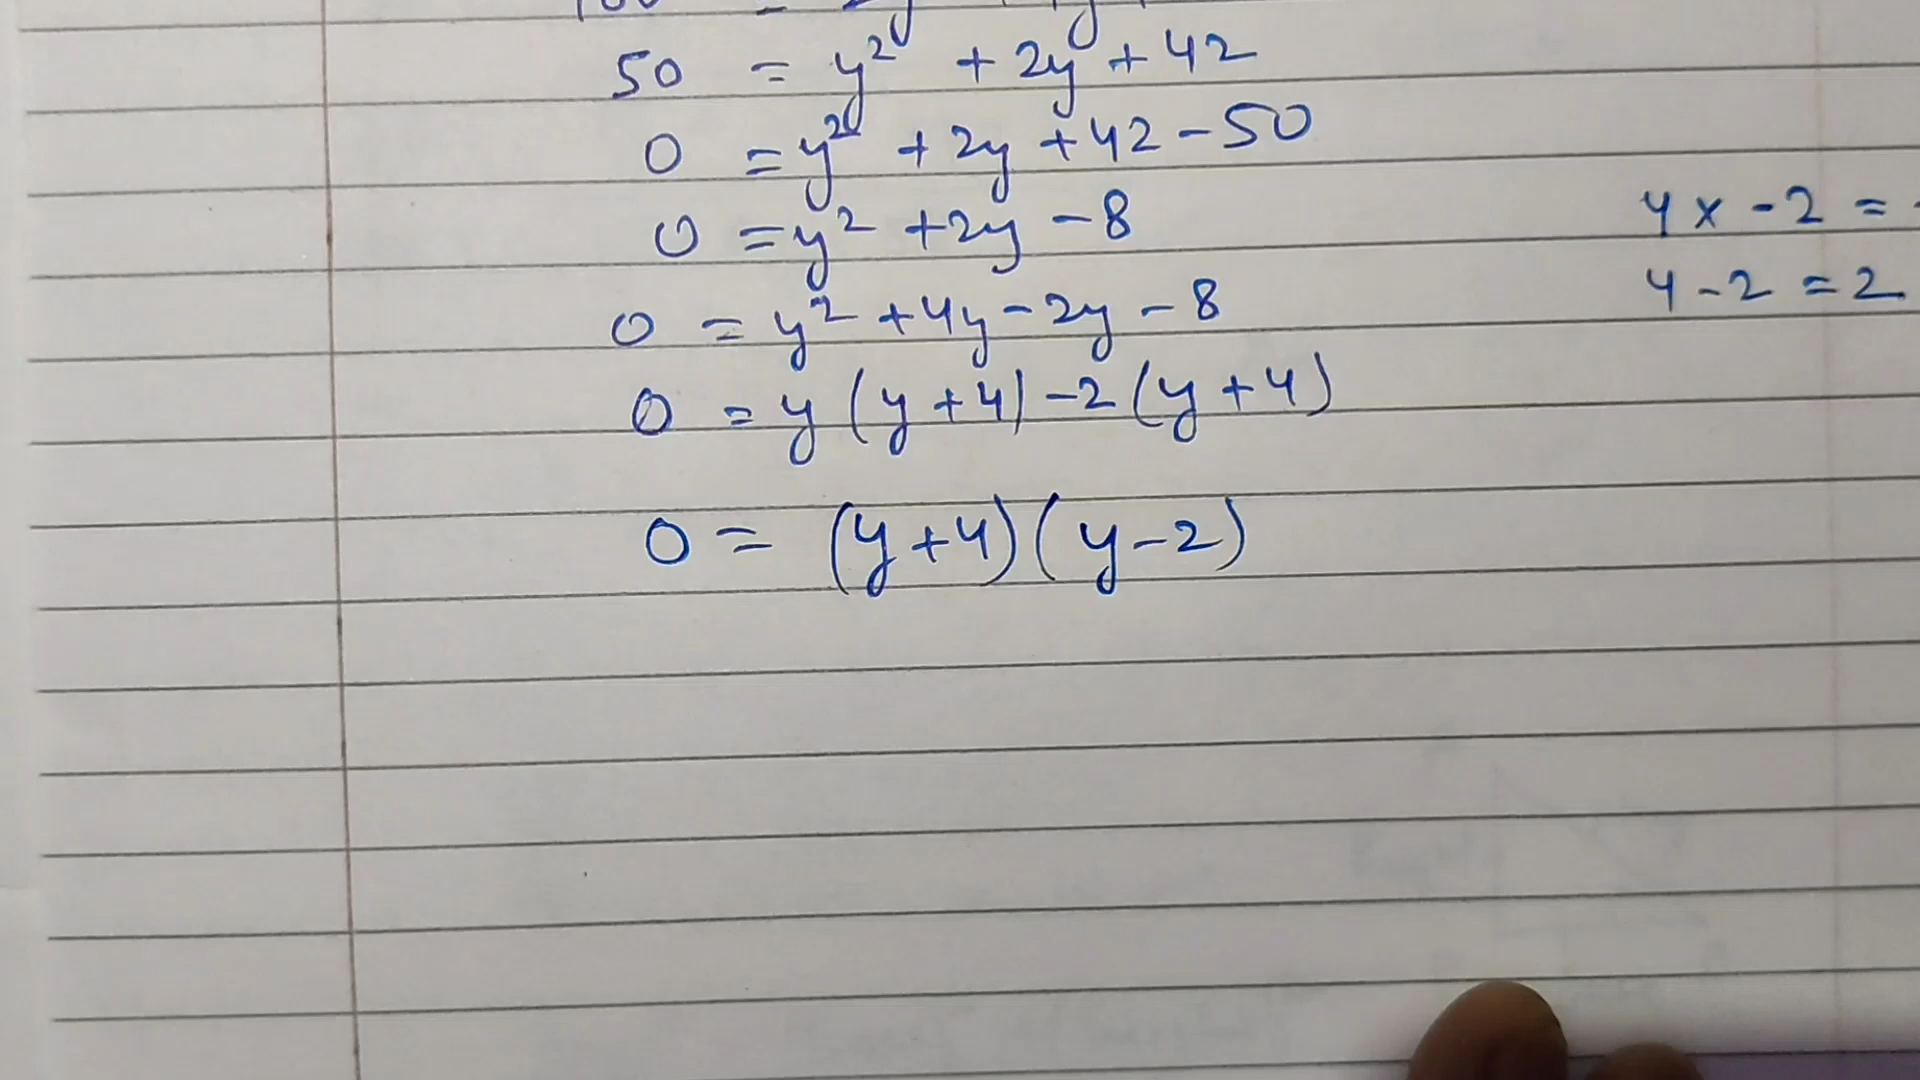 50 = y² + 2y + 42
0 = y² + 2y + 42 - 50
0 = y² + 2y - 8
4 x - 2 =
0 = y² + 4y - 2y - 8
4 - 2 = 2
0 = y (y + 4) - 2 (y + 4)
0 = (y + 4) (y - 2)